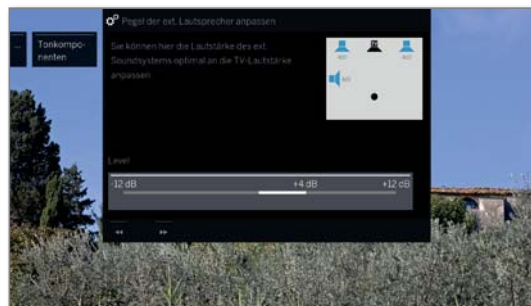 Pegel der ext. Lautsprecher anpassen
...
Tonkompo-
nenten
Sie können hier die Lautstärke des ext.
Soundsystems optimal an die TV-Lautstärke
anpassen.
Level
-12 dB
+4 dB
+12 dB